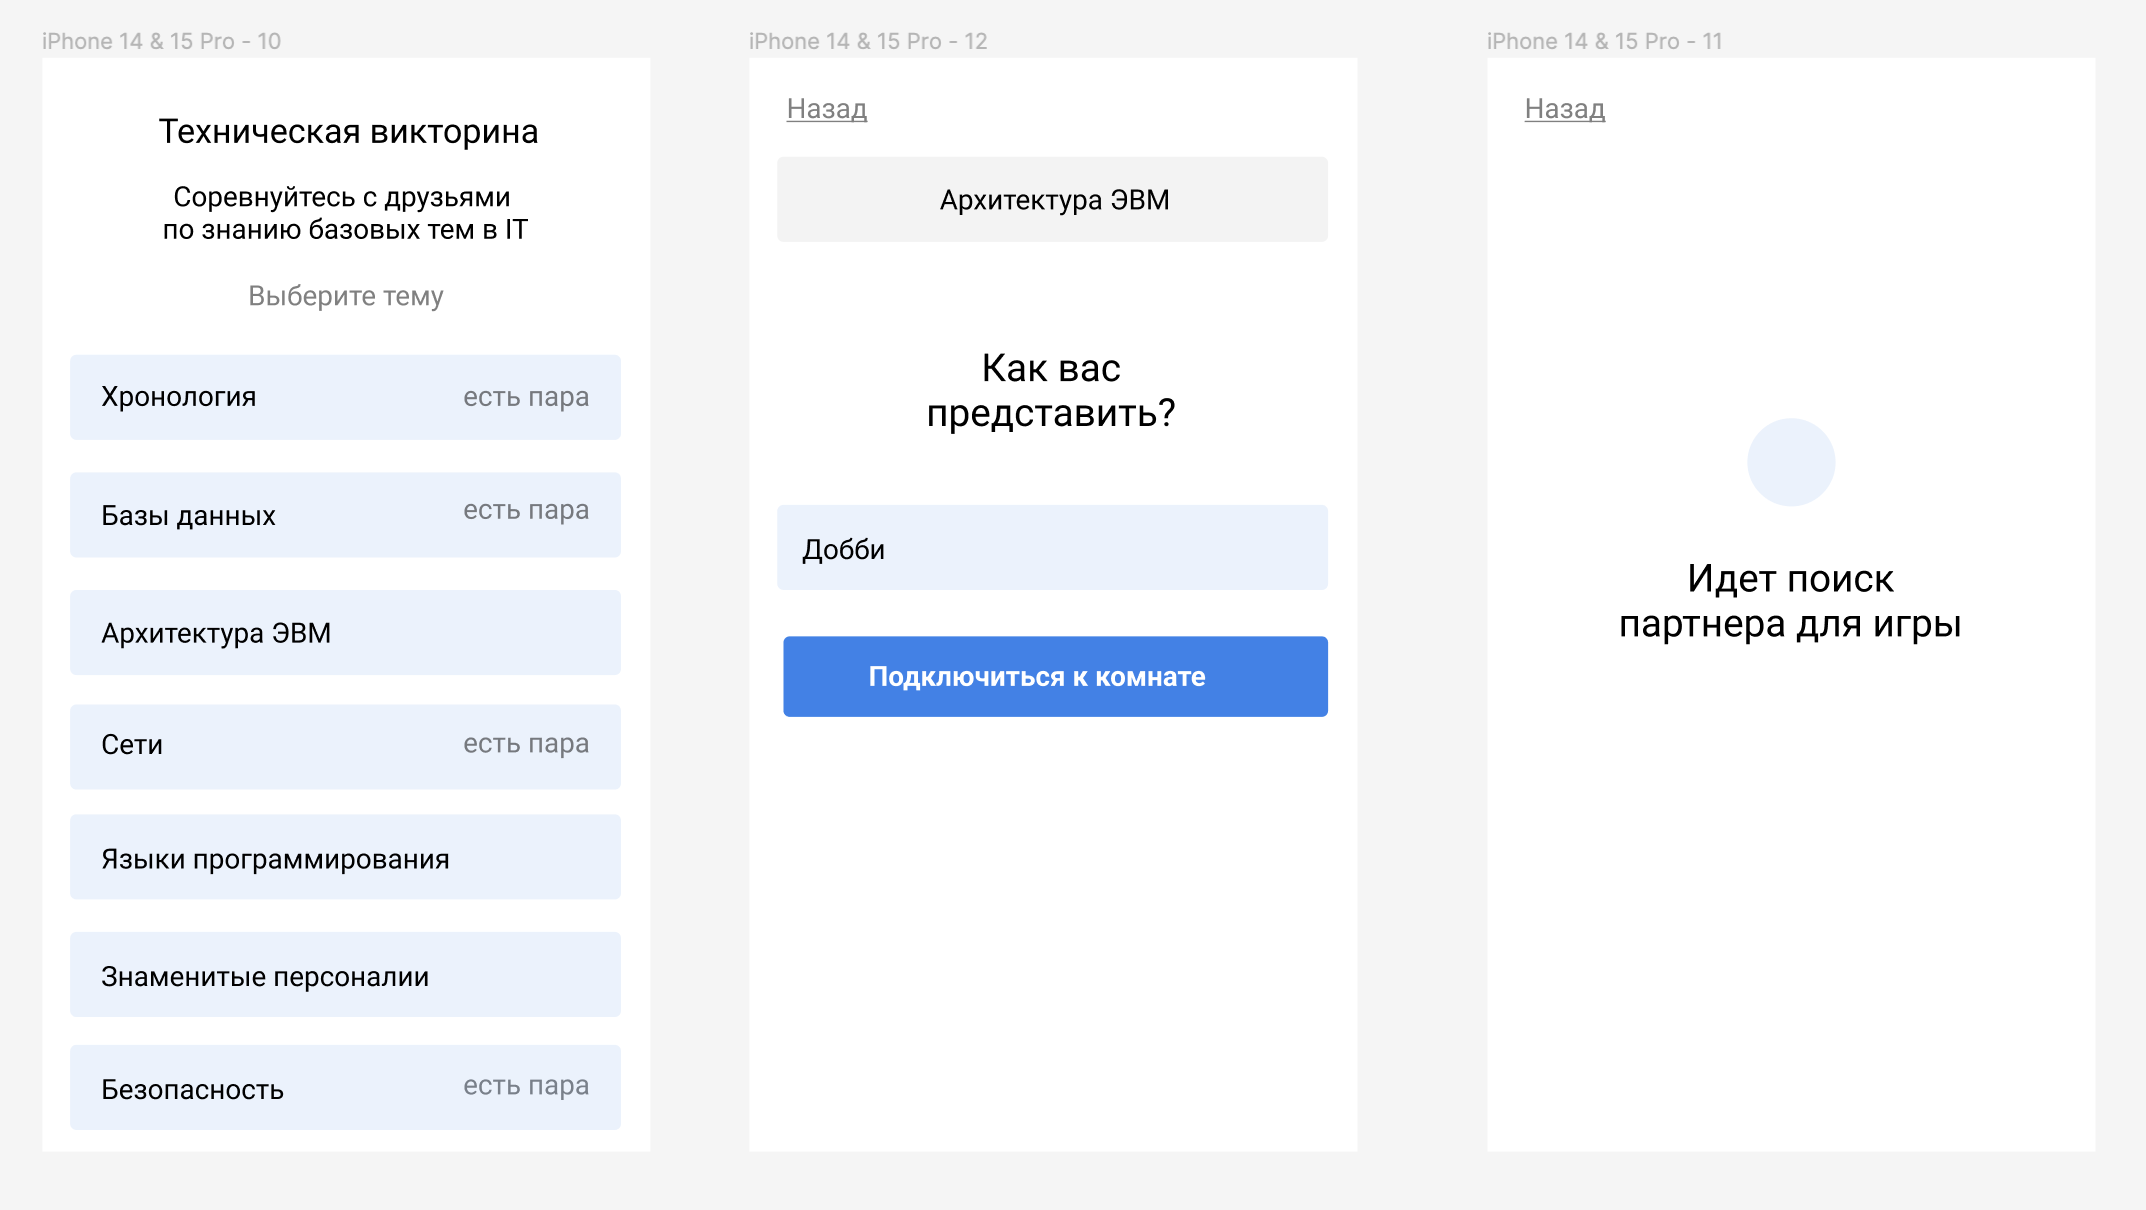 iPhone 14 & 15 Pro - 10
Техническая викторина
Соревнуйтесь с друзьями
по знанию базовых тем в IT
Выберите тему
Хронология есть пара
Базы данных есть пара
Архитектура ЭВМ
Сети есть пара
Языки программирования
Знаменитые персоналии
Безопасность есть пара
iPhone 14 & 15 Pro - 12
Назад
Архитектура ЭВМ
Как вас
представить?
Добби
Подключиться к комнате
iPhone 14 & 15 Pro - 11
Назад
Идет поиск
партнера для игры